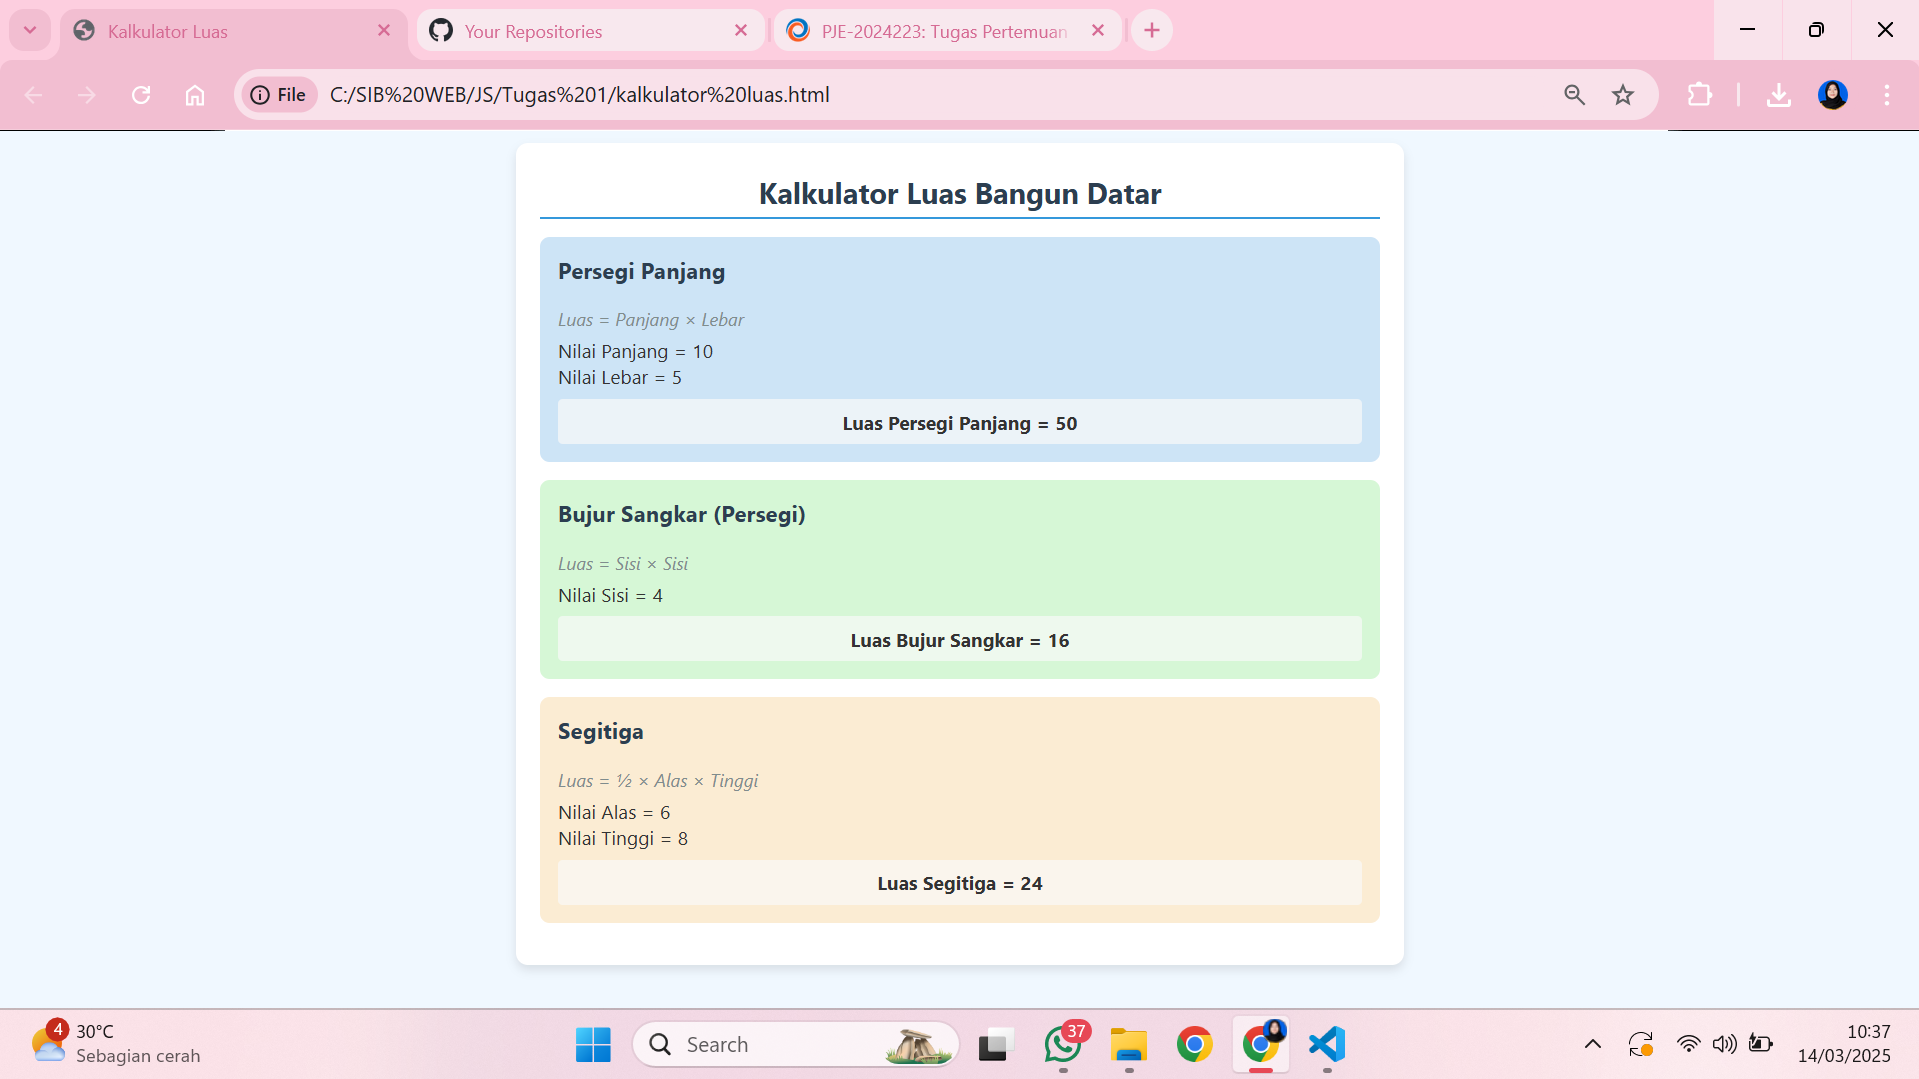 Kalkulator Luas
Your Repositories
PJE-2024223: Tugas Pertemuan
File
C:/SIB%20WEB/JS/Tugas%201/kalkulator%20luas.html
Kalkulator Luas Bangun Datar
Persegi Panjang
Luas = Panjang × Lebar
Nilai Panjang = 10
Nilai Lebar = 5
Luas Persegi Panjang = 50
Bujur Sangkar (Persegi)
Luas = Sisi × Sisi
Nilai Sisi = 4
Luas Bujur Sangkar = 16
Segitiga
Luas = ½ × Alas × Tinggi
Nilai Alas = 6
Nilai Tinggi = 8
Luas Segitiga = 24
4
30°C
Sebagian cerah
Search
37
10:37
14/03/2025